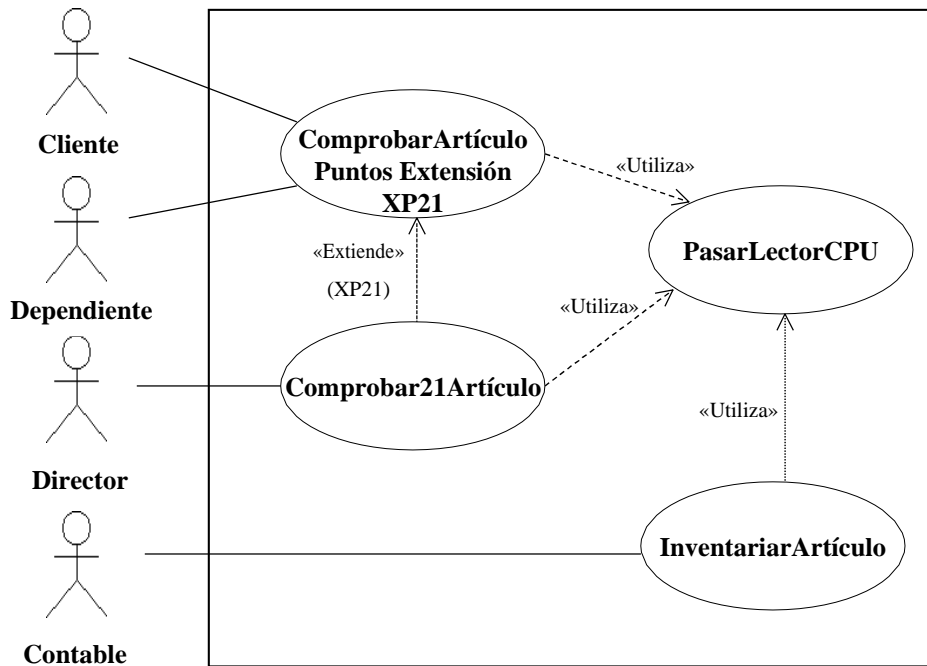 Cliente
Dependiente
Director
Contable
ComprobarArtículo
Puntos Extensión
XP21
«Utiliza»
PasarLectorCPU
«Extiende»
(XP21)
«Utiliza»
Comprobar21Artículo
«Utiliza»
InventariarArtículo